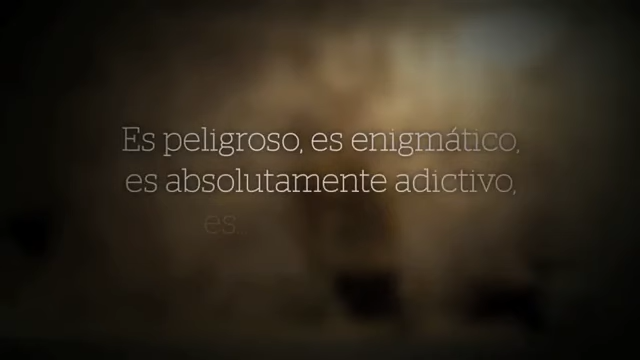 Es peligroso, es enigmático,
es absolutamente adictivo,
es...